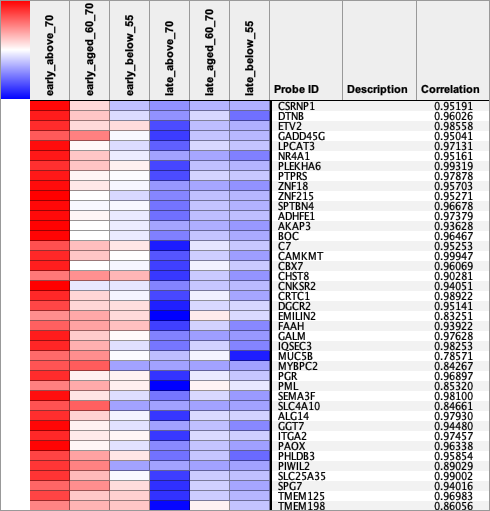 early_above_70 early_aged_60_70 early_below_55 late_above_70 late_aged_60_70 late_below_55
Probe ID Description Correlation
CSRNP1 0.95191
DTNB 0.96026
ETV2 0.98558
GADD45G 0.95041
LPCAT3 0.97131
NR4A1 0.95161
PLEKHA6 0.99319
PTPRS 0.97878
ZNF18 0.95703
ZNF215 0.95271
SPTBN4 0.96678
ADHFE1 0.97379
AKAP3 0.93628
BOC 0.96467
C7 0.95253
CAMKMT 0.99947
CBX7 0.96069
CHST8 0.90281
CNKSR2 0.94051
CRTC1 0.98922
DGCR2 0.95141
EMILIN2 0.83251
FAAH 0.93922
GALM 0.97628
IQSEC3 0.98253
MUC5B 0.78571
MYBPC2 0.84267
PGR 0.96897
PML 0.85320
SEMA3F 0.98100
SLC4A10 0.84661
ALG14 0.97930
GGT7 0.94480
ITGA2 0.97457
PAOX 0.96338
PHLDB3 0.95854
PIWIL2 0.89029
SLC25A35 0.99002
SPG7 0.94016
TMEM125 0.96983
TMEM198 0.86056